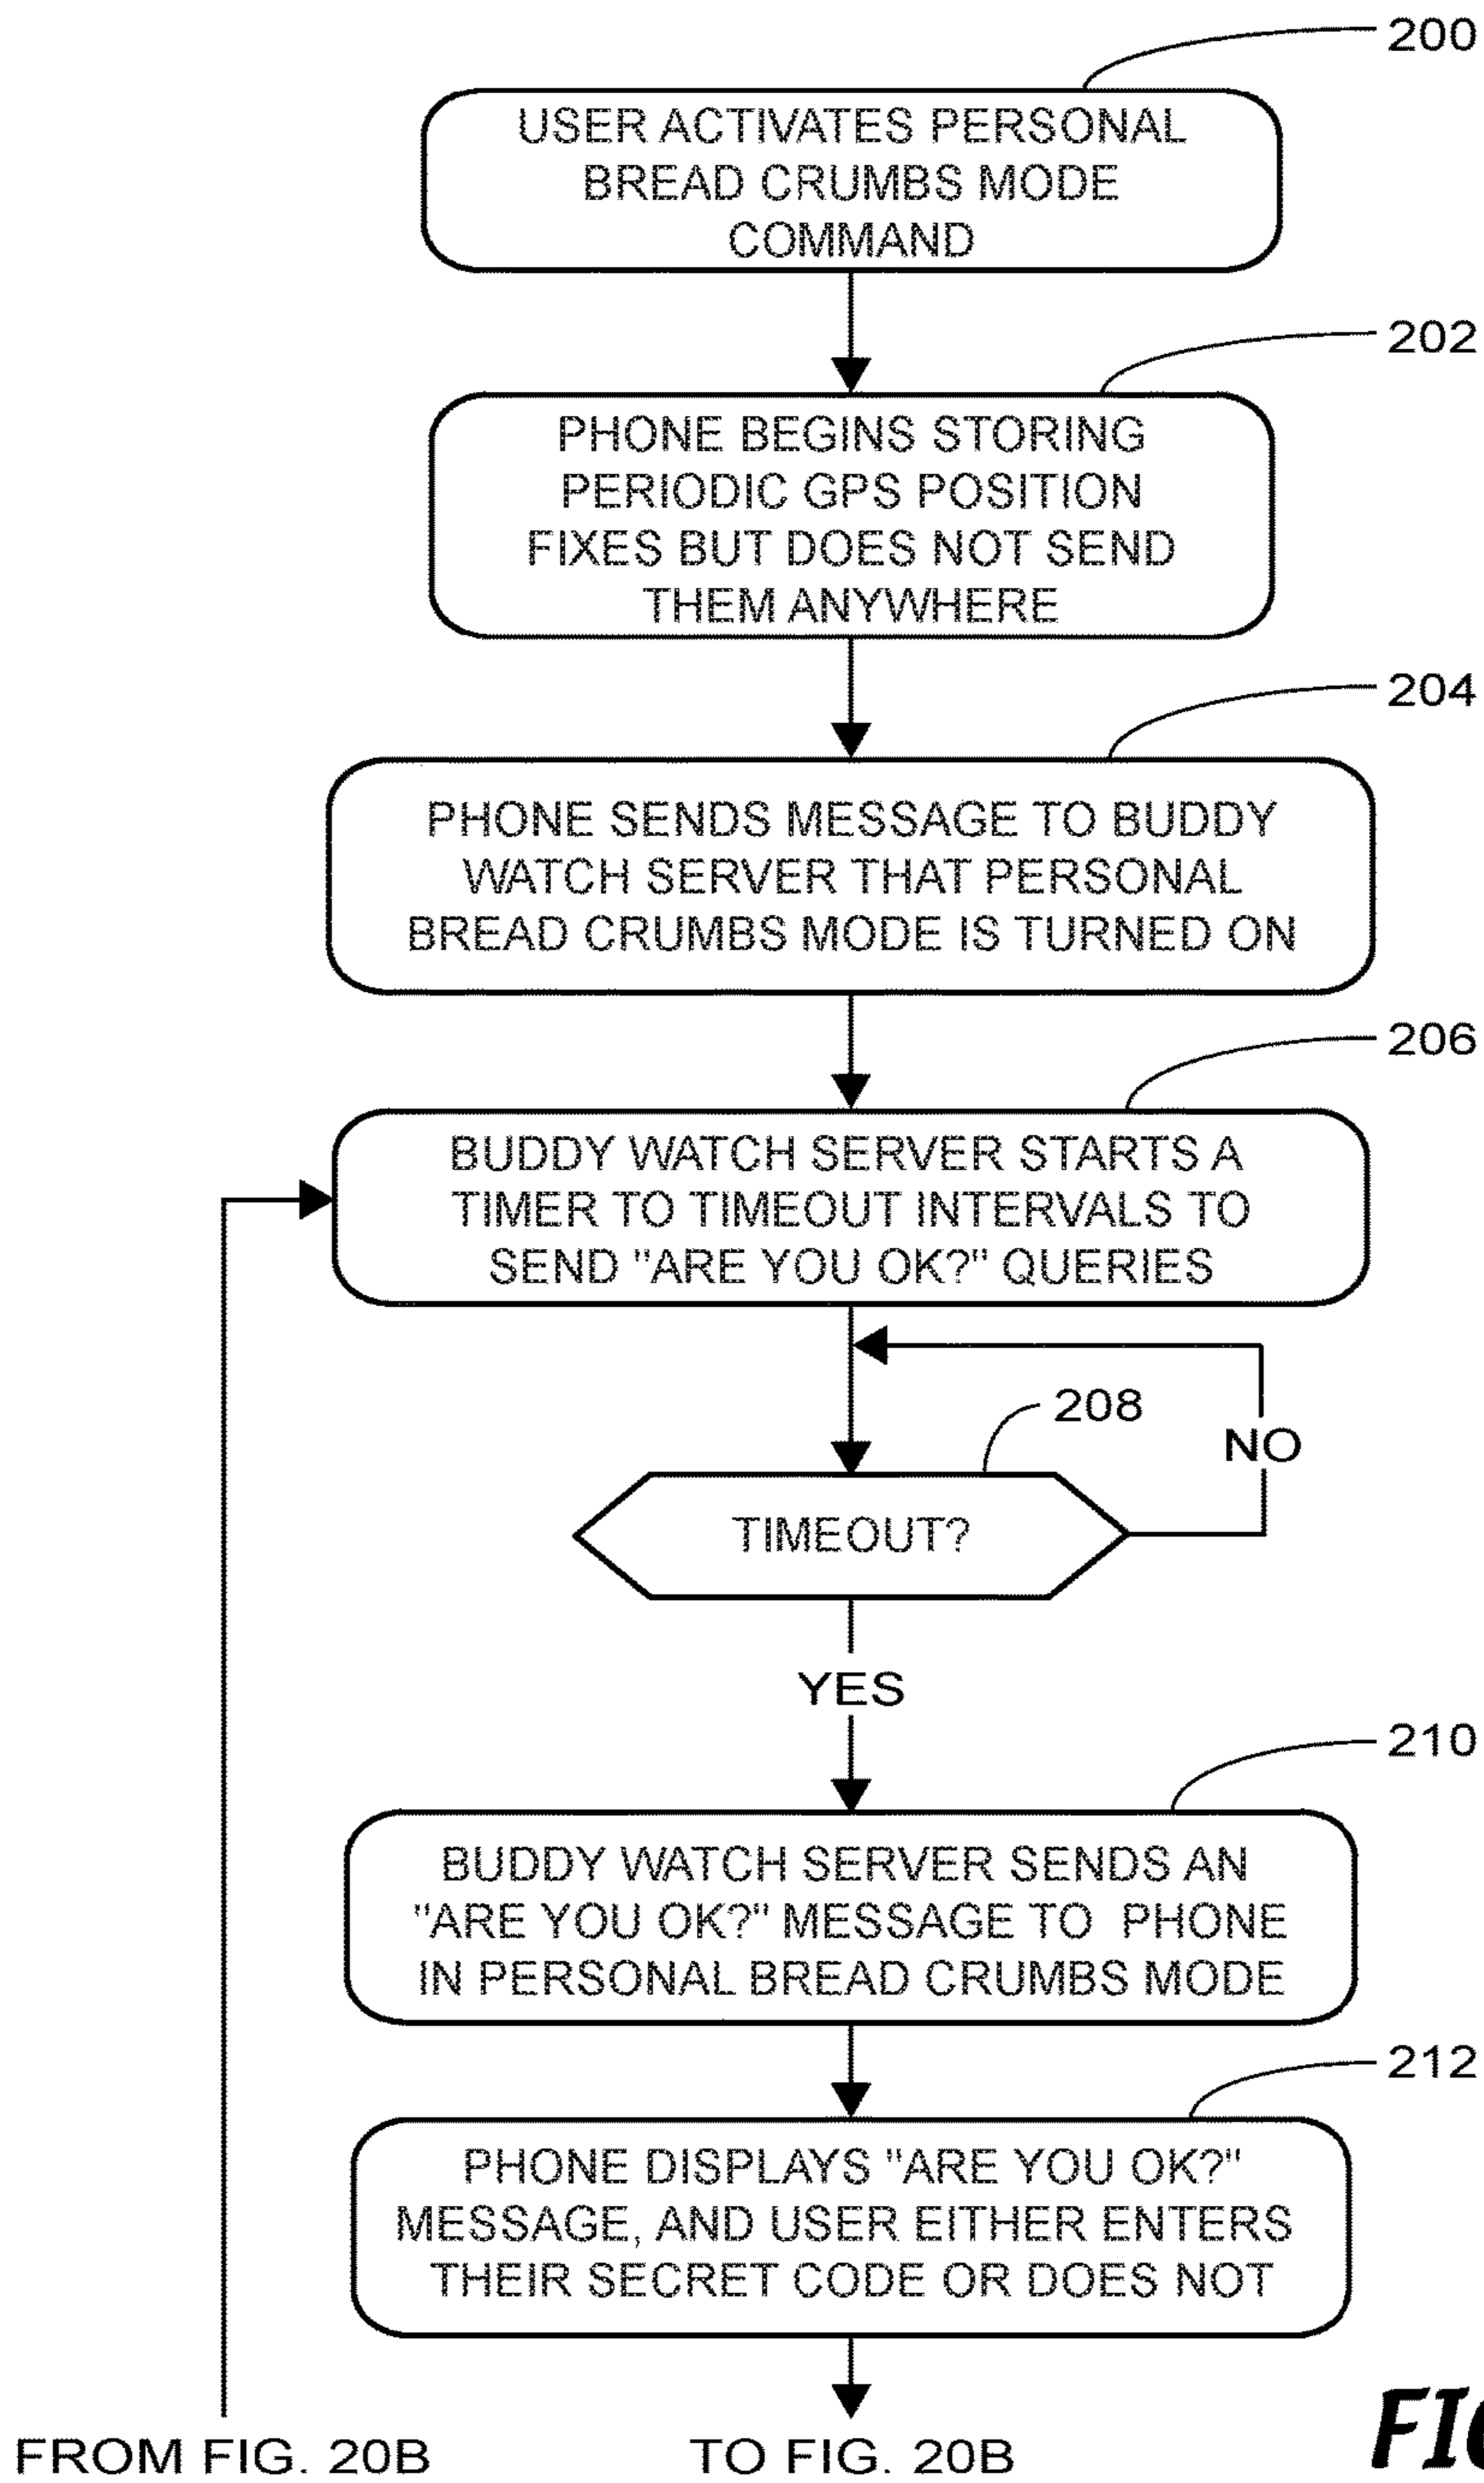 200
USER ACTIVATES PERSONAL
BREAD CRUMBS MODE
COMMAND
202
PHONE BEGINS STORING
PERIODIC GPS POSITION
FIXES BUT DOES NOT SEND
THEM ANYWHERE
204
PHONE SENDS MESSAGE TO BUDDY
WATCH SERVER THAT PERSONAL
BREAD CRUMBS MODE IS TURNED ON
206
BUDDY WATCH SERVER STARTS A
TIMER TO TIMEOUT INTERVALS TO
SEND "ARE YOU OK?" QUERIES
208
NO
TIMEOUT?
YES
210
BUDDY WATCH SERVER SENDS AN
"ARE YOU OK?" MESSAGE TO PHONE
IN PERSONAL BREAD CRUMBS MODE
212
PHONE DISPLAYS "ARE YOU OK?"
MESSAGE, AND USER EITHER ENTERS
THEIR SECRET CODE OR DOES NOT
FROM FIG. 20B
TO FIG. 20B